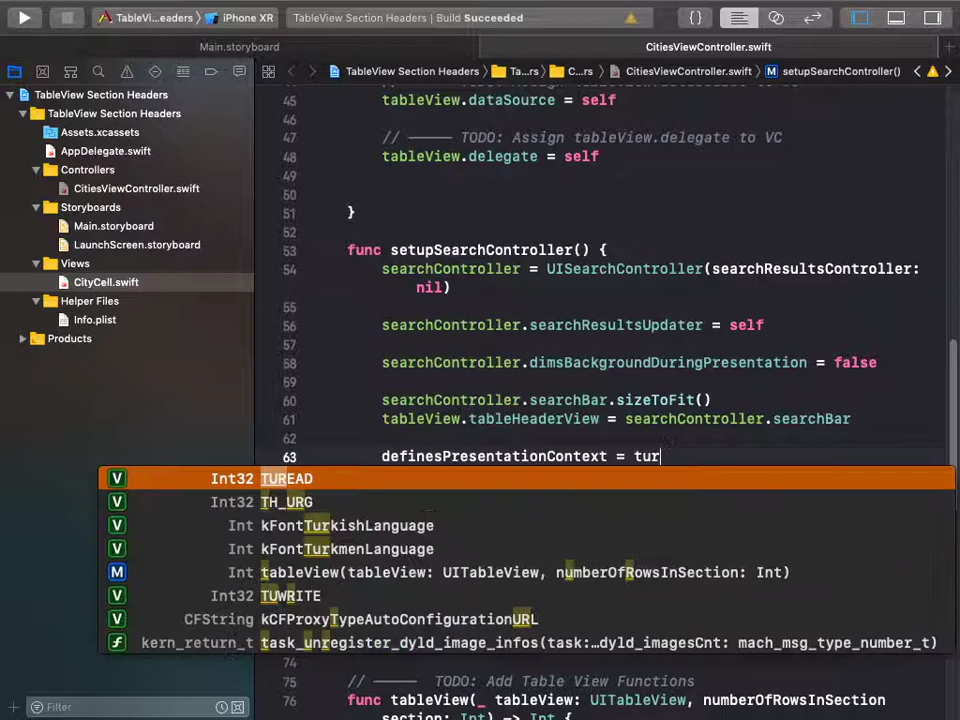 TableVi...eaders
iPhone XR
TableView Section Headers | Build Succeeded
Main.storyboard
CitiesViewController.swift
TableView Section Headers
Ta...rs
C...rs
CitiesViewController.swift
M
setupSearchController()
TableView Section Headers
TableView Section Headers
Assets.xcassets
AppDelegate.swift
Controllers
CitiesViewController.swift
Storyboards
Main.storyboard
LaunchScreen.storyboard
Views
CityCell.swift
Helper Files
Info.plist
Products
Filter
45 tableView.dataSource = self
46
47 // ——— TODO: Assign tableView.delegate to VC
48 tableView.delegate = self
49
50
51 }
52
53 func setupSearchController() {
54 searchController = UISearchController(searchResultsController:
nil)
55
56 searchController.searchResultsUpdater = self
57
58 searchController.dimsBackgroundDuringPresentation = false
59
60 searchController.searchBar.sizeToFit()
61 tableView.tableHeaderView = searchController.searchBar
62
63 definesPresentationContext = tur
V Int32 TUREAD
V Int32 TH_URG
V Int kFontTurkishLanguage
V Int kFontTurkmenLanguage
M Int tableView(tableView: UITableView, numberOfRowsInSection: Int)
V Int32 TUWRITE
V CFString kCFProxyTypeAutoConfigurationURL
f kern_return_t task_unregister_dyld_image_infos(task:...dyld_imagesCnt: mach_msg_type_number_t)
74
75 // ——— TODO: Add Table View Functions
76 func tableView(_ tableView: UITableView, numberOfRowsInSection
section: Int) -> Int {